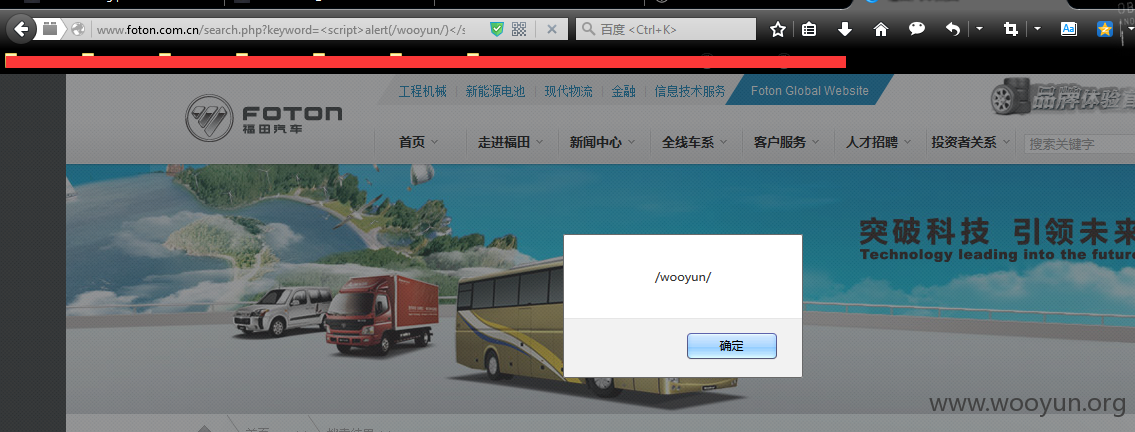 www.foton.com.cn/search.php?keyword=<script>alert(/wooyun/)</s
百度 <Ctrl+K>
工程机械 新能源电池 现代物流 金融 信息技术服务 Foton Global Website
FOTON
福田汽车
品牌体验
首页 走进福田 新闻中心 全线车系 客户服务 人才招聘 投资者关系 搜索关键字
突破科技 引领未来
Technology leading into the future
/wooyun/
确定
www.wooyun.org